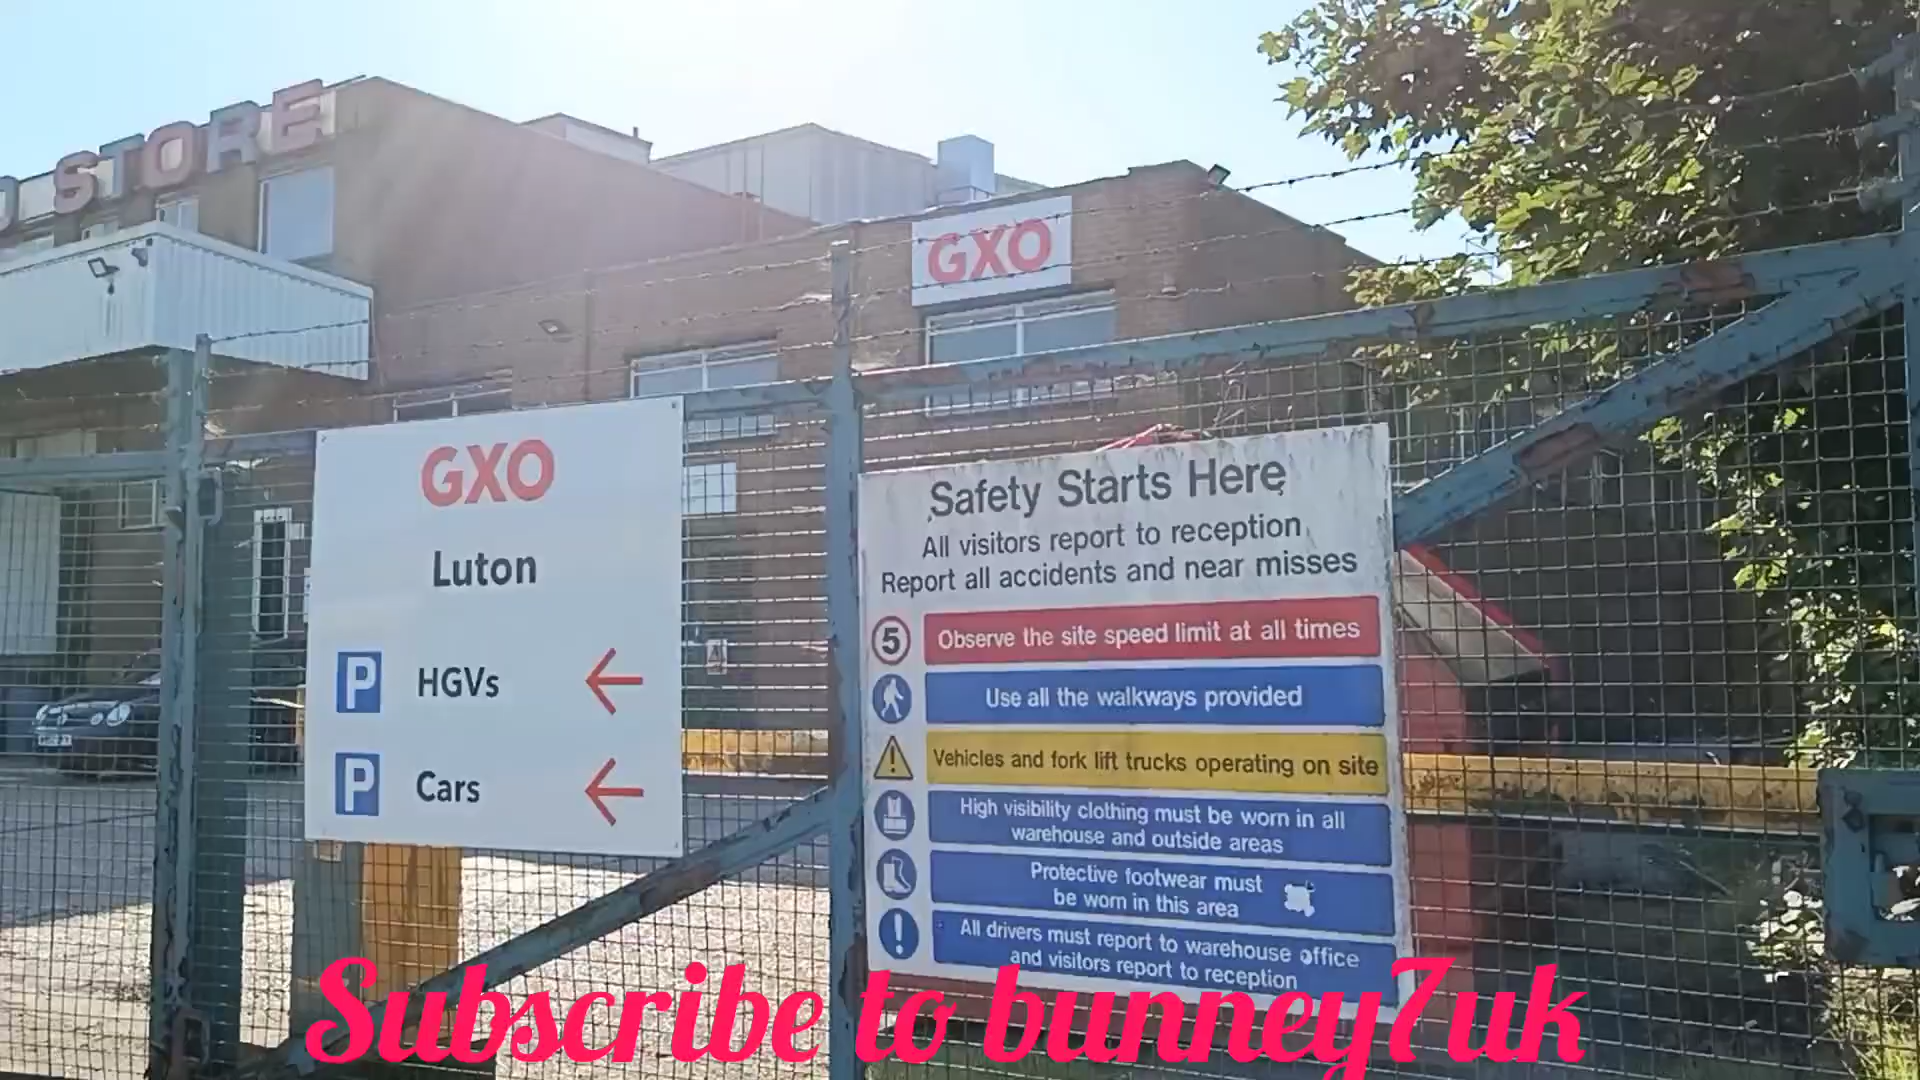 STORE
GXO
GXO
Luton
P HGVs
P Cars
Safety Starts Here
All visitors report to reception
Report all accidents and near misses
5 Observe the site speed limit at all times
Use all the walkways provided
Vehicles and fork lift trucks operating on site
High visibility clothing must be worn in all
warehouse and outside areas
Protective footwear must
be worn in this area
! All drivers must report to warehouse office
and visitors report to reception
Subscribe to bunney7uk